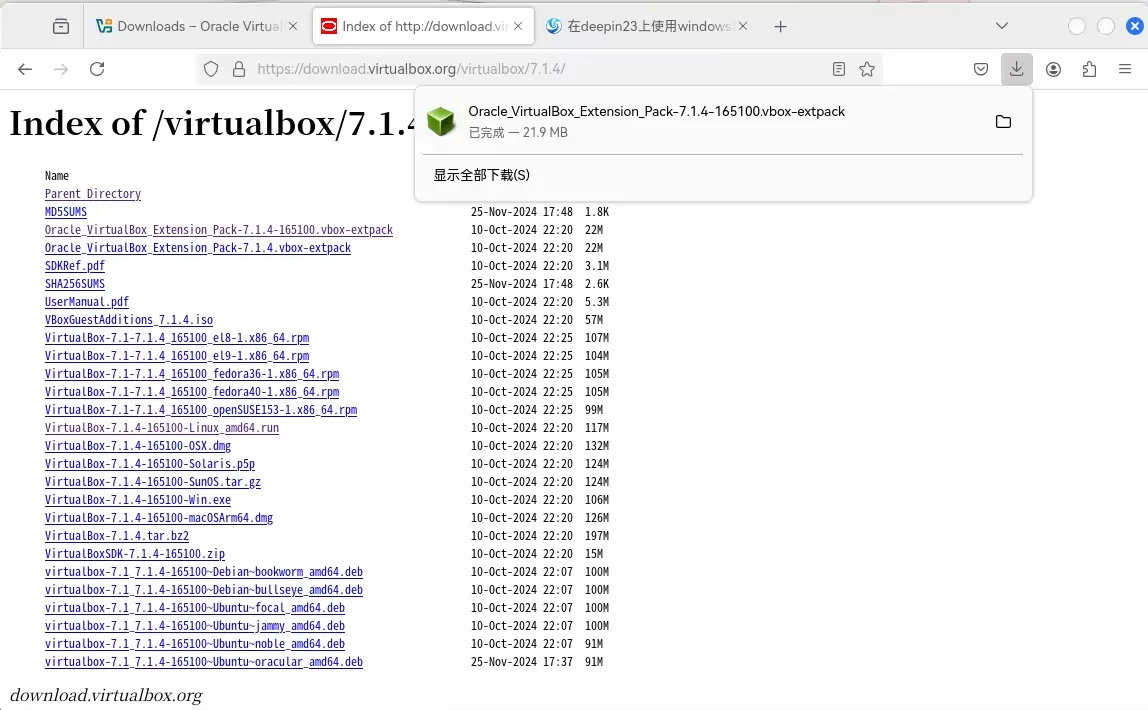 Downloads – Oracle Virtual
Index of http://download.vi
在deepin23上使用windows
https://download.virtualbox.org/virtualbox/7.1.4/
Oracle_VirtualBox_Extension_Pack-7.1.4-165100.vbox-extpack
已完成 — 21.9 MB
显示全部下载(S)
Index of /virtualbox/7.1.4
Name
Parent Directory
MD5SUMS 25-Nov-2024 17:48 1.8K
Oracle_VirtualBox_Extension_Pack-7.1.4-165100.vbox-extpack 10-Oct-2024 22:20 22M
Oracle_VirtualBox_Extension_Pack-7.1.4.vbox-extpack 10-Oct-2024 22:20 22M
SDKRef.pdf 10-Oct-2024 22:20 3.1M
SHA256SUMS 25-Nov-2024 17:48 2.6K
UserManual.pdf 10-Oct-2024 22:20 5.3M
VBoxGuestAdditions_7.1.4.iso 10-Oct-2024 22:20 57M
VirtualBox-7.1-7.1.4_165100_el8-1.x86_64.rpm 10-Oct-2024 22:25 107M
VirtualBox-7.1-7.1.4_165100_el9-1.x86_64.rpm 10-Oct-2024 22:25 104M
VirtualBox-7.1-7.1.4_165100_fedora36-1.x86_64.rpm 10-Oct-2024 22:25 105M
VirtualBox-7.1-7.1.4_165100_fedora40-1.x86_64.rpm 10-Oct-2024 22:25 105M
VirtualBox-7.1-7.1.4_165100_openSUSE153-1.x86_64.rpm 10-Oct-2024 22:25 99M
VirtualBox-7.1.4-165100-Linux_amd64.run 10-Oct-2024 22:20 117M
VirtualBox-7.1.4-165100-OSX.dmg 10-Oct-2024 22:20 132M
VirtualBox-7.1.4-165100-Solaris.p5p 10-Oct-2024 22:20 124M
VirtualBox-7.1.4-165100-SunOS.tar.gz 10-Oct-2024 22:20 124M
VirtualBox-7.1.4-165100-Win.exe 10-Oct-2024 22:20 106M
VirtualBox-7.1.4-165100-macOSArm64.dmg 10-Oct-2024 22:20 126M
VirtualBox-7.1.4.tar.bz2 10-Oct-2024 22:20 197M
VirtualBoxSDK-7.1.4-165100.zip 10-Oct-2024 22:20 15M
virtualbox-7.1_7.1.4-165100~Debian~bookworm_amd64.deb 10-Oct-2024 22:07 100M
virtualbox-7.1_7.1.4-165100~Debian~bullseye_amd64.deb 10-Oct-2024 22:07 100M
virtualbox-7.1_7.1.4-165100~Ubuntu~focal_amd64.deb 10-Oct-2024 22:07 100M
virtualbox-7.1_7.1.4-165100~Ubuntu~jammy_amd64.deb 10-Oct-2024 22:07 100M
virtualbox-7.1_7.1.4-165100~Ubuntu~noble_amd64.deb 10-Oct-2024 22:07 91M
virtualbox-7.1_7.1.4-165100~Ubuntu~oracular_amd64.deb 25-Nov-2024 17:37 91M
download.virtualbox.org